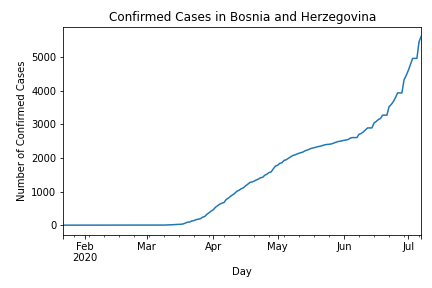 Confirmed Cases in Bosnia and Herzegovina
Number of Confirmed Cases
5000
4000
3000
2000
1000
0
Feb
2020
Mar
Apr
May
Jun
Jul
Day